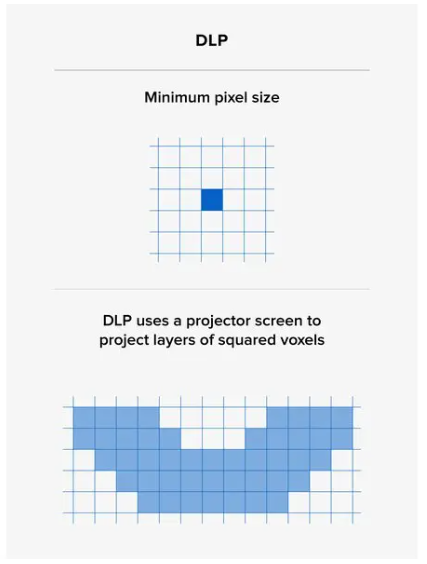 DLP
Minimum pixel size
DLP uses a projector screen to
project layers of squared voxels